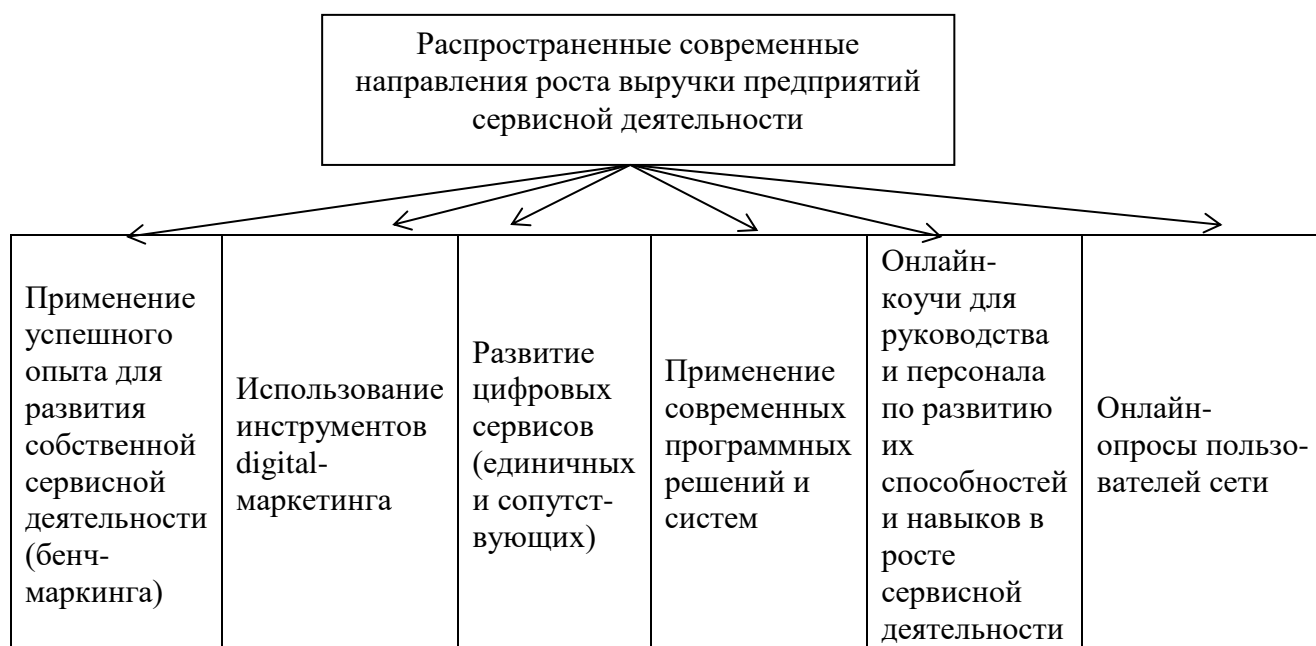 Распространенные современные
направления роста выручки предприятий
сервисной деятельности
Применение
успешного
опыта для
развития
собственной
сервисной
деятельности
(бенч-
маркинга)
Использование
инструментов
digital-
маркетинга
Развитие
цифровых
сервисов
(единичных
и сопутст-
вующих)
Применение
современных
программных
решений и
систем
Онлайн-
коучи для
руководства
и персонала
по развитию
их
способностей
и навыков в
росте
сервисной
деятельности
Онлайн-
опросы пользо-
вателей сети